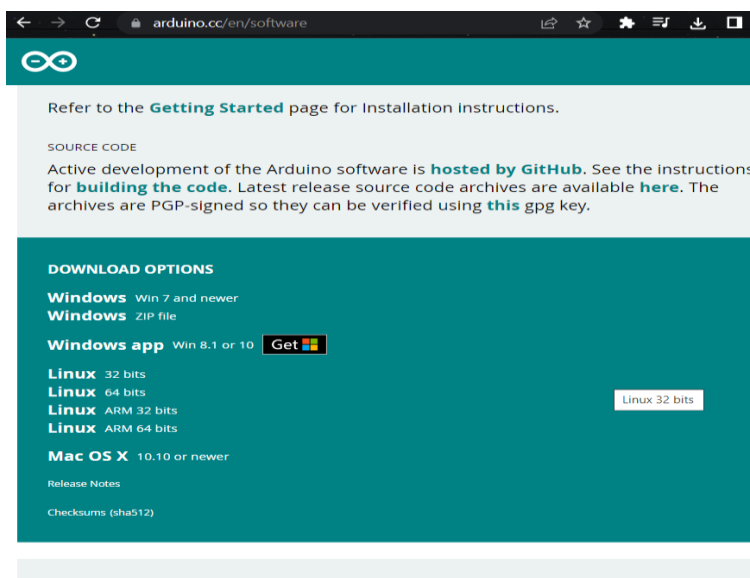 arduino.cc/en/software
Refer to the Getting Started page for Installation instructions.
SOURCE CODE
Active development of the Arduino software is hosted by GitHub. See the instructions
for building the code. Latest release source code archives are available here. The
archives are PGP-signed so they can be verified using this gpg key.
DOWNLOAD OPTIONS
Windows Win 7 and newer
Windows ZIP file
Windows app Win 8.1 or 10 Get
Linux 32 bits
Linux 64 bits
Linux 32 bits
Linux ARM 32 bits
Linux ARM 64 bits
Mac OS X 10.10 or newer
Release Notes
Checksums (sha512)